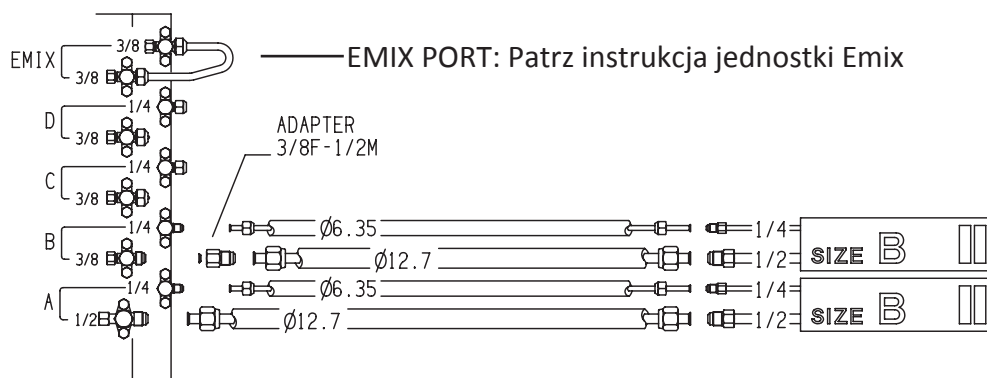 EMIX
3/8
3/8
EMIX PORT: Patrz instrukcja jednostki Emix
D
1/4
3/8
ADAPTER
3/8F-1/2M
C
1/4
3/8
B
1/4
3/8
Ø6.35
1/4
Ø12.7
1/2
SIZE B
A
1/4
1/2
Ø6.35
1/4
Ø12.7
1/2
SIZE B